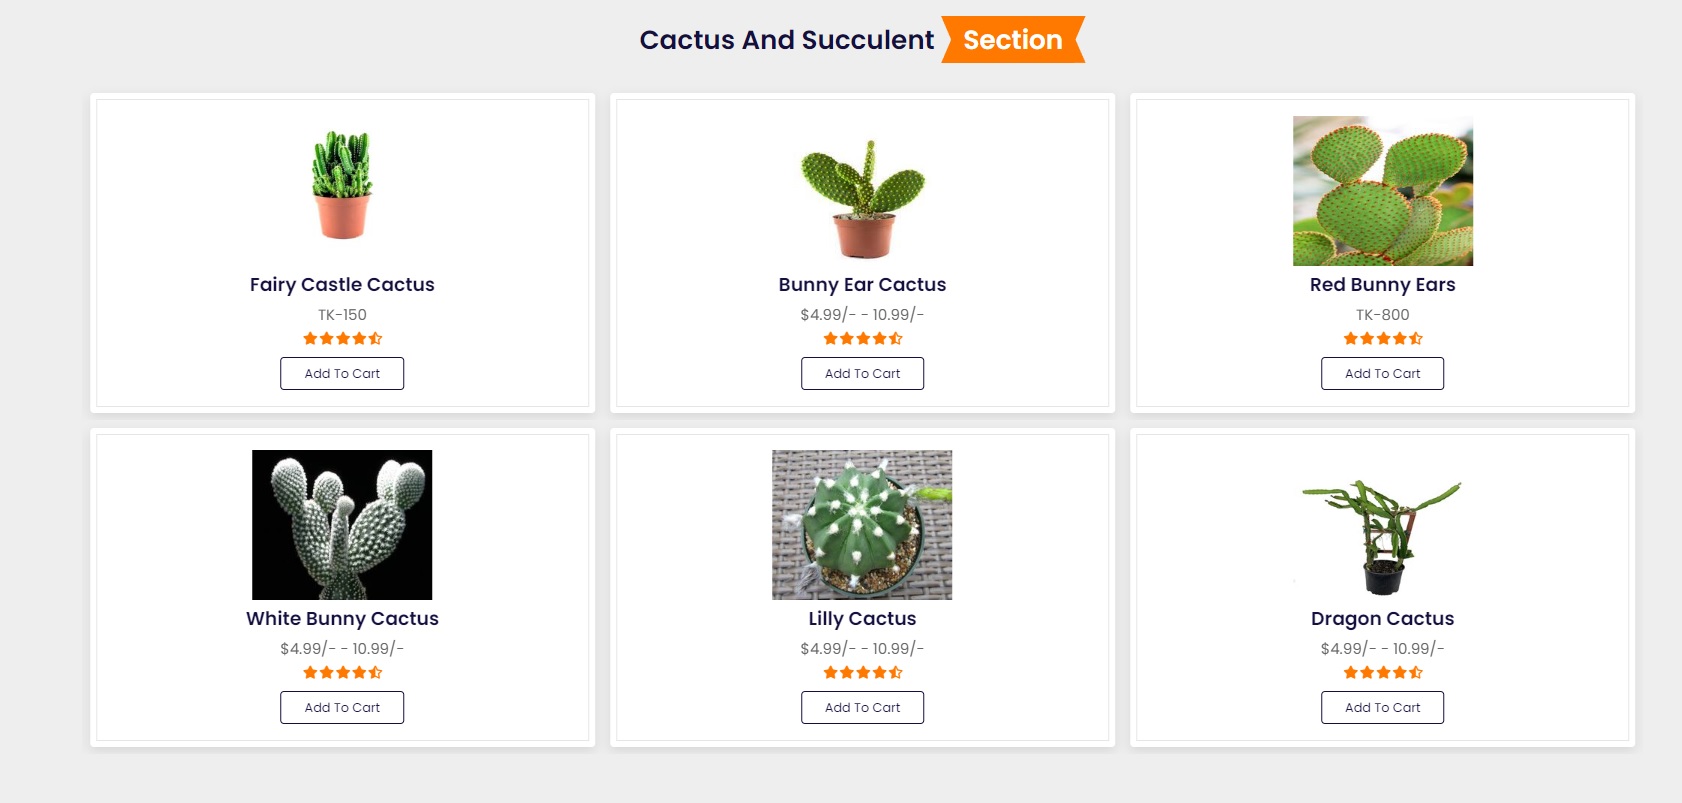 Cactus And Succulent Section
Fairy Castle Cactus
TK-150
Add To Cart
Bunny Ear Cactus
$4.99/- - 10.99/-
Add To Cart
Red Bunny Ears
TK-800
Add To Cart
White Bunny Cactus
$4.99/- - 10.99/-
Add To Cart
Lilly Cactus
$4.99/- - 10.99/-
Add To Cart
Dragon Cactus
$4.99/- - 10.99/-
Add To Cart